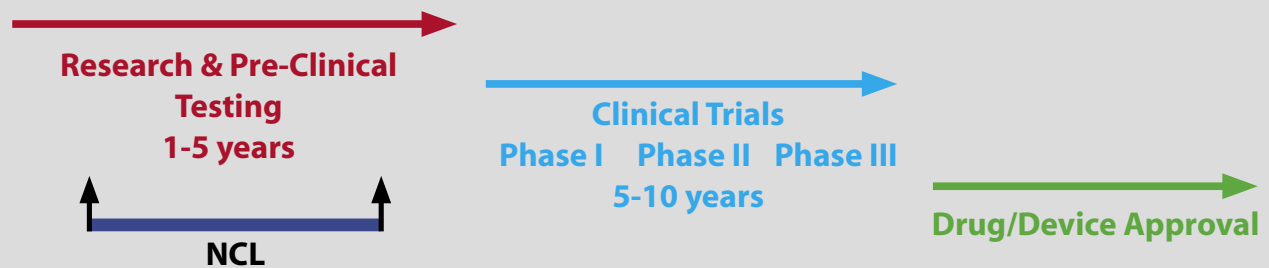 Research & Pre-Clinical
Testing
1-5 years
NCL
Clinical Trials
Phase I Phase II Phase III
5-10 years
Drug/Device Approval